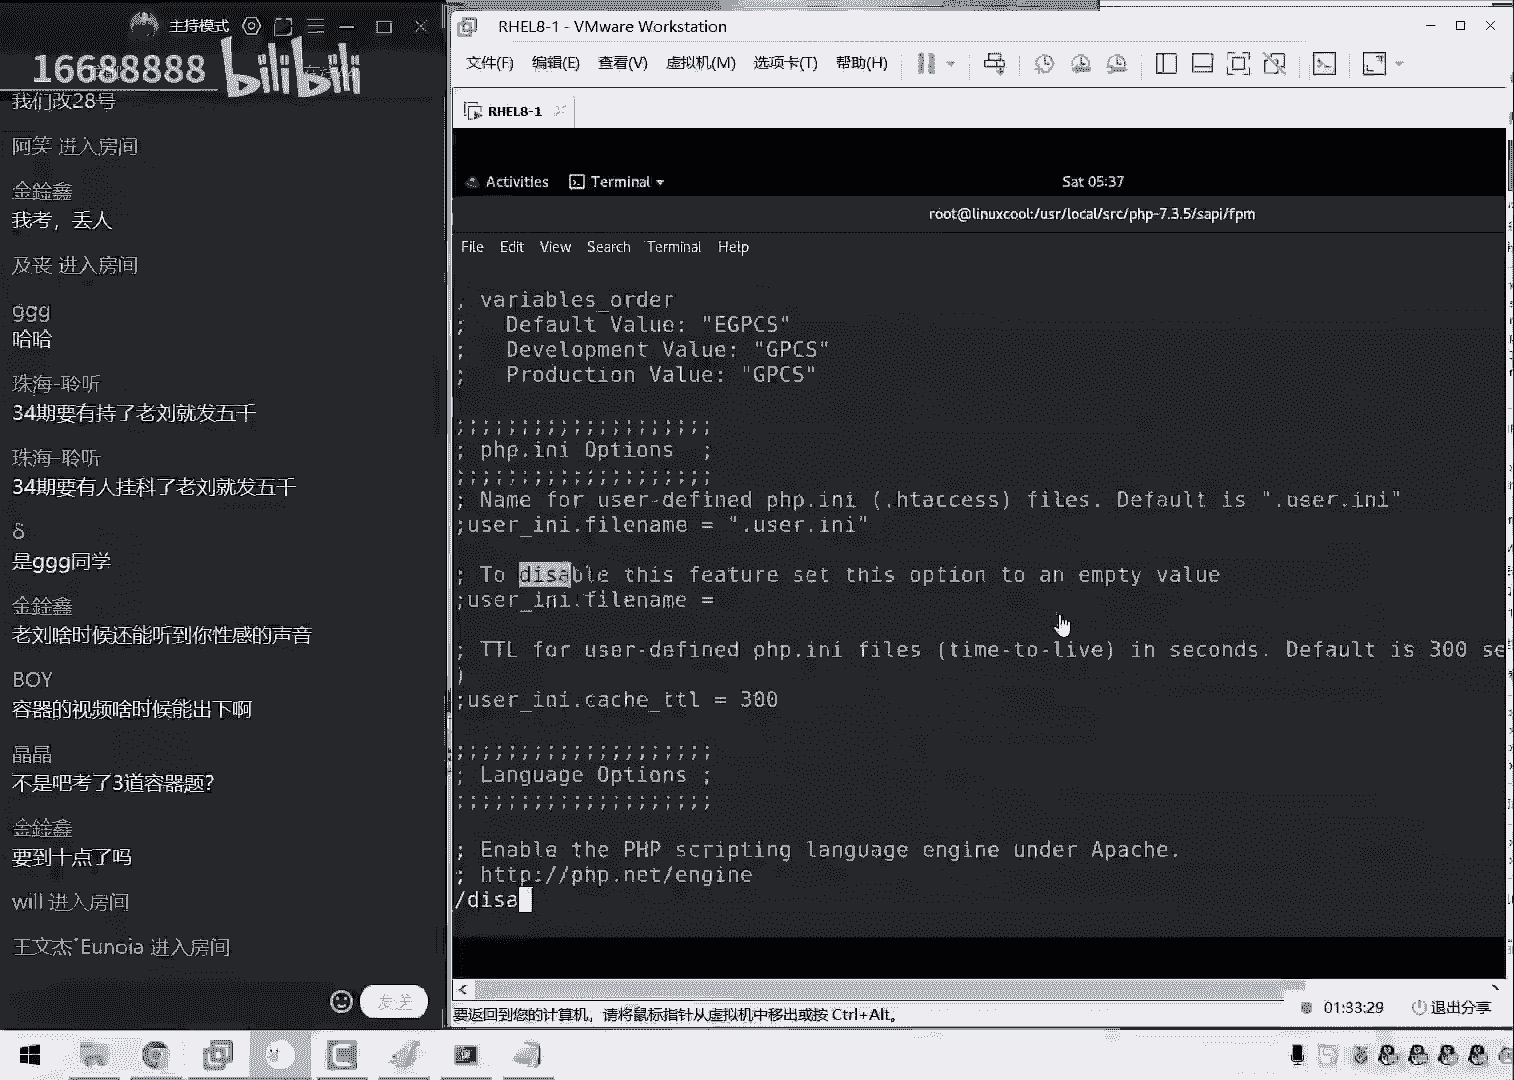 主持模式
16688888 bilibili
我们改28号
阿笑 进入房间
金銓鑫
我考，丢人
及丧 进入房间
ggg
哈哈
珠海-聆听
34期要有持了老刘就发五千
珠海-聆听
34期要有人挂科了老刘就发五千
δ
是ggg同学
金銓鑫
老刘啥时候还能听到你性感的声音
BOY
容器的视频啥时候能出下啊
晶晶
不是吧考了3道容器题？
金銓鑫
要到十点了吗
will 进入房间
王文杰`Eunoia 进入房间
发送
RHEL8-1 - VMware Workstation
文件(F) 编辑(E) 查看(V) 虚拟机(M) 选项卡(T) 帮助(H)
RHEL8-1
Activities Terminal Sat 05:37
root@linuxcool:/usr/local/src/php-7.3.5/sapi/fpm
File Edit View Search Terminal Help
; variables_order
;   Default Value: "EGPCS"
;   Development Value: "GPCS"
;   Production Value: "GPCS"
;;;;;;;;;;;;;;;;;;;;
; php.ini Options  ;
;;;;;;;;;;;;;;;;;;;;
; Name for user-defined php.ini (.htaccess) files. Default is ".user.ini"
;user_ini.filename = ".user.ini"
; To disable this feature set this option to an empty value
;user_ini.filename =
; TTL for user-defined php.ini files (time-to-live) in seconds. Default is 300 se
)
;user_ini.cache_ttl = 300
;;;;;;;;;;;;;;;;;;;;
; Language Options ;
;;;;;;;;;;;;;;;;;;;;
; Enable the PHP scripting language engine under Apache.
; http://php.net/engine
/disa
要返回到您的计算机，请将鼠标指针从虚拟机中移出或按 Ctrl+Alt。
01:33:29 退出分享